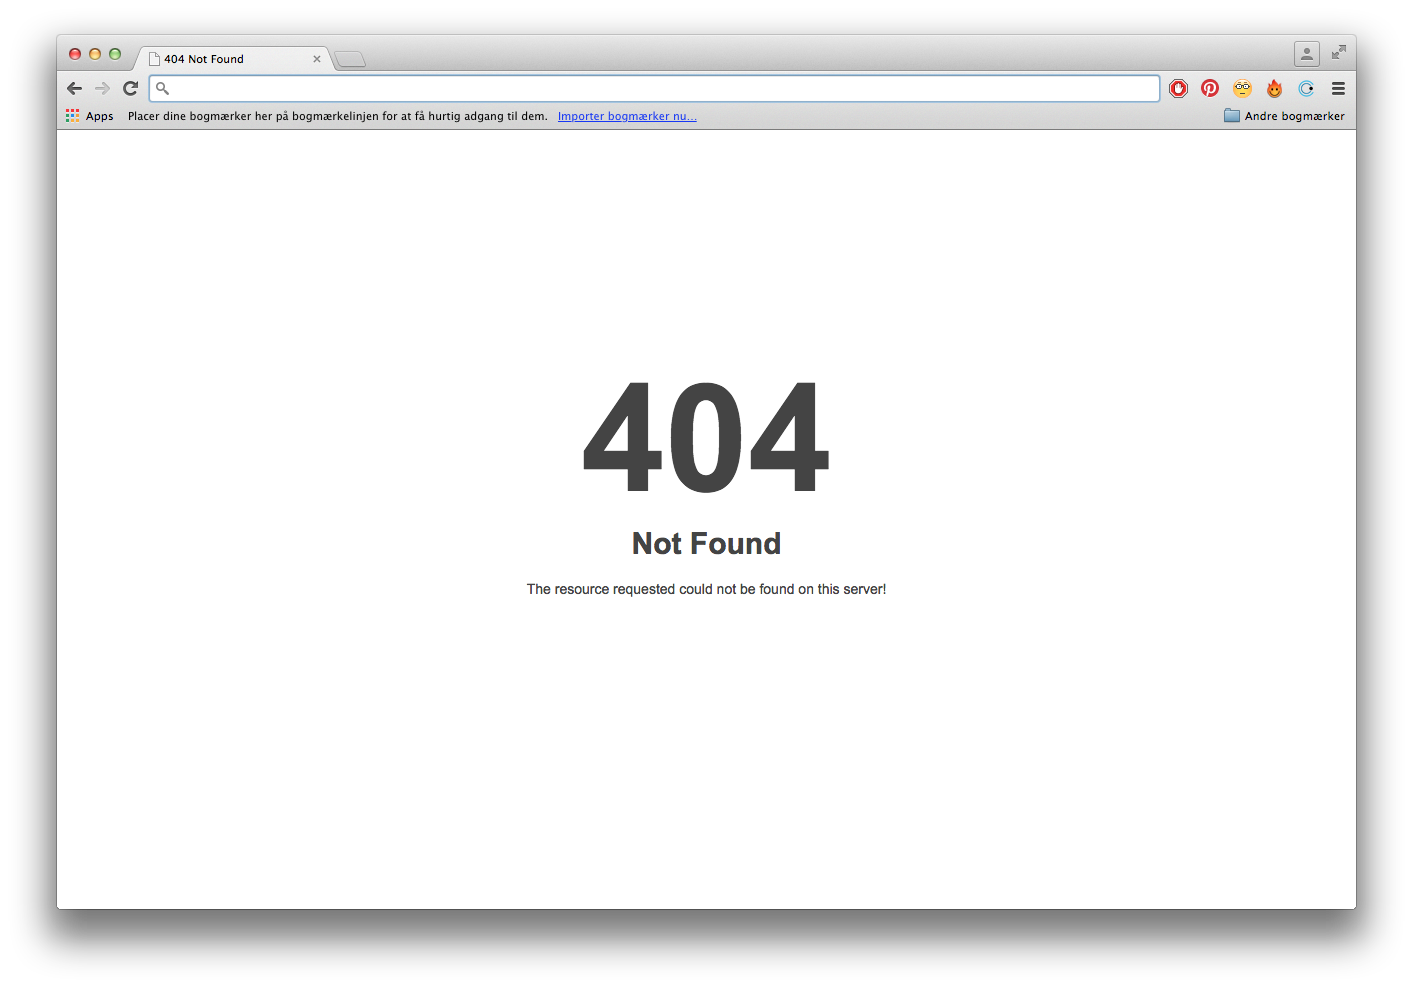 404 Not Found
Apps Placer dine bogmærker her på bogmærkelinjen for at få hurtig adgang til dem. Importer bogmærker nu... Andre bogmærker
404
Not Found
The resource requested could not be found on this server!